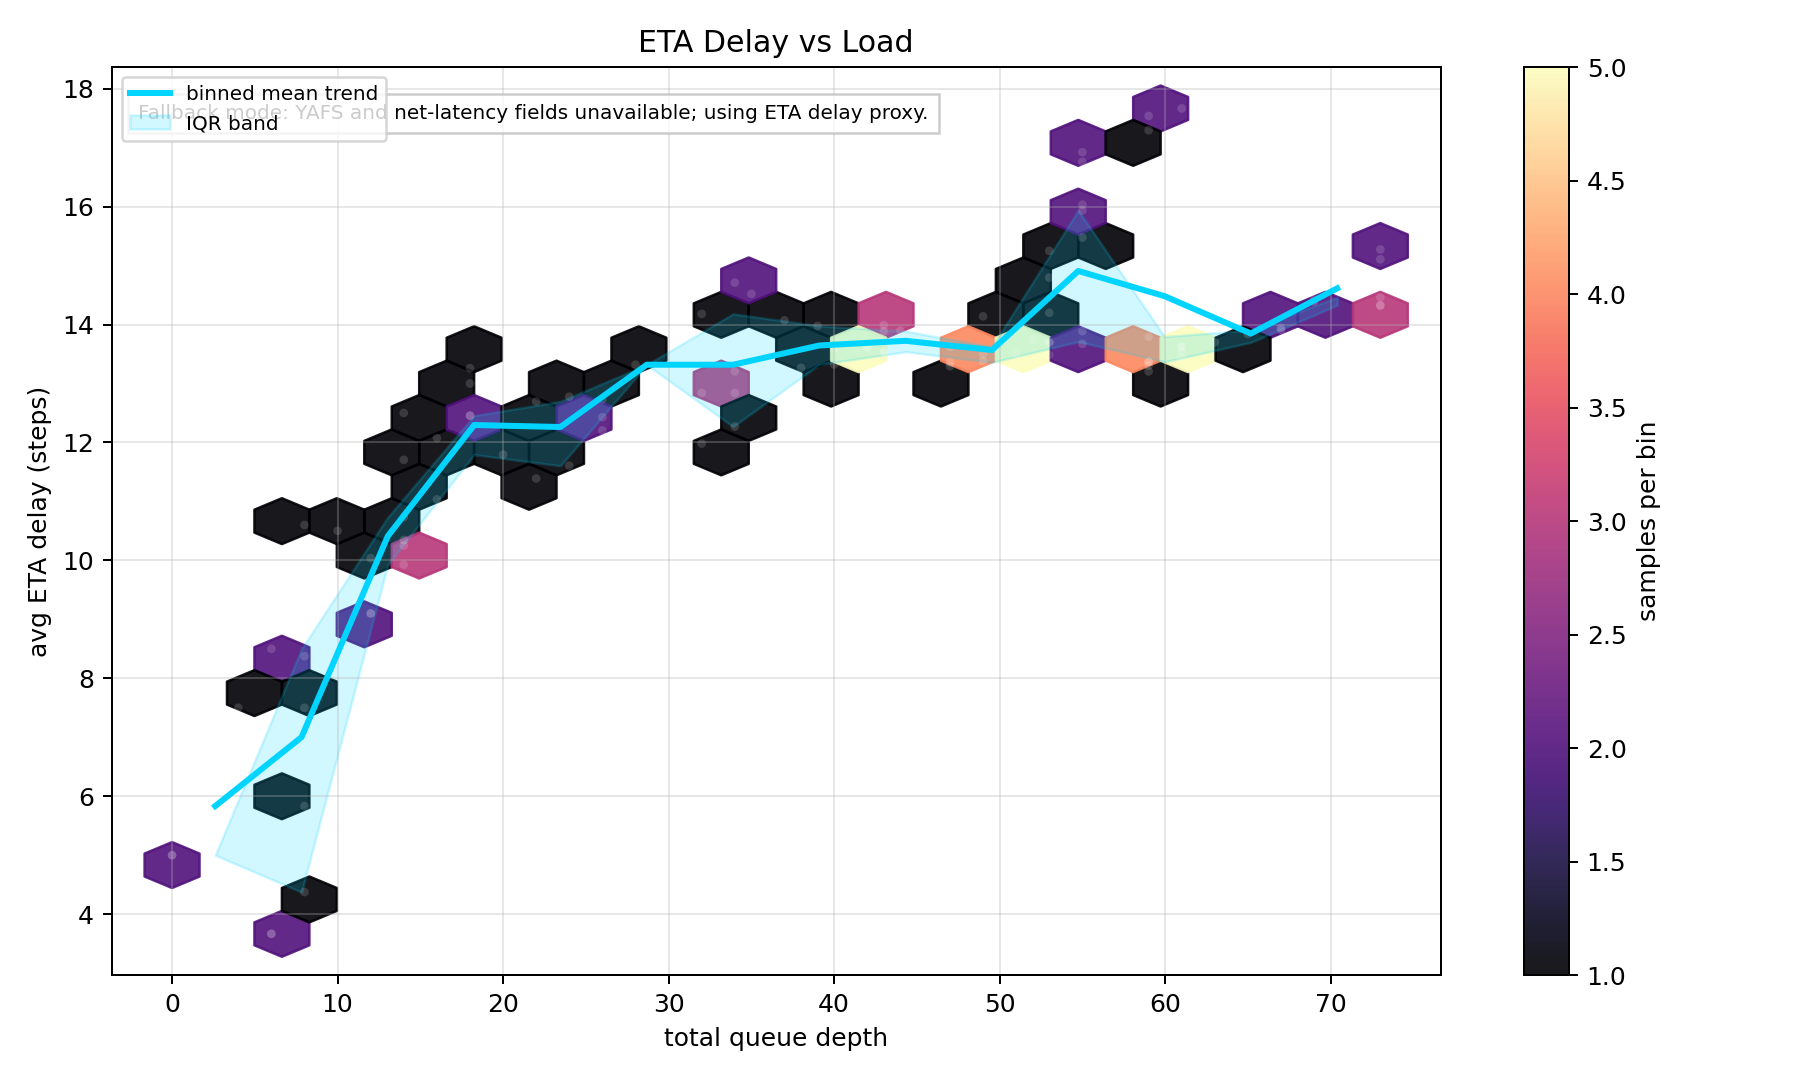 ETA Delay vs Load
binned mean trend
Fallback mode: YAFS and net-latency fields unavailable; using ETA delay proxy.
IQR band
18
16
14
12
10
8
6
4
avg ETA delay (steps)
0 10 20 30 40 50 60 70
total queue depth
5.0
4.5
4.0
3.5
3.0
2.5
2.0
1.5
1.0
samples per bin